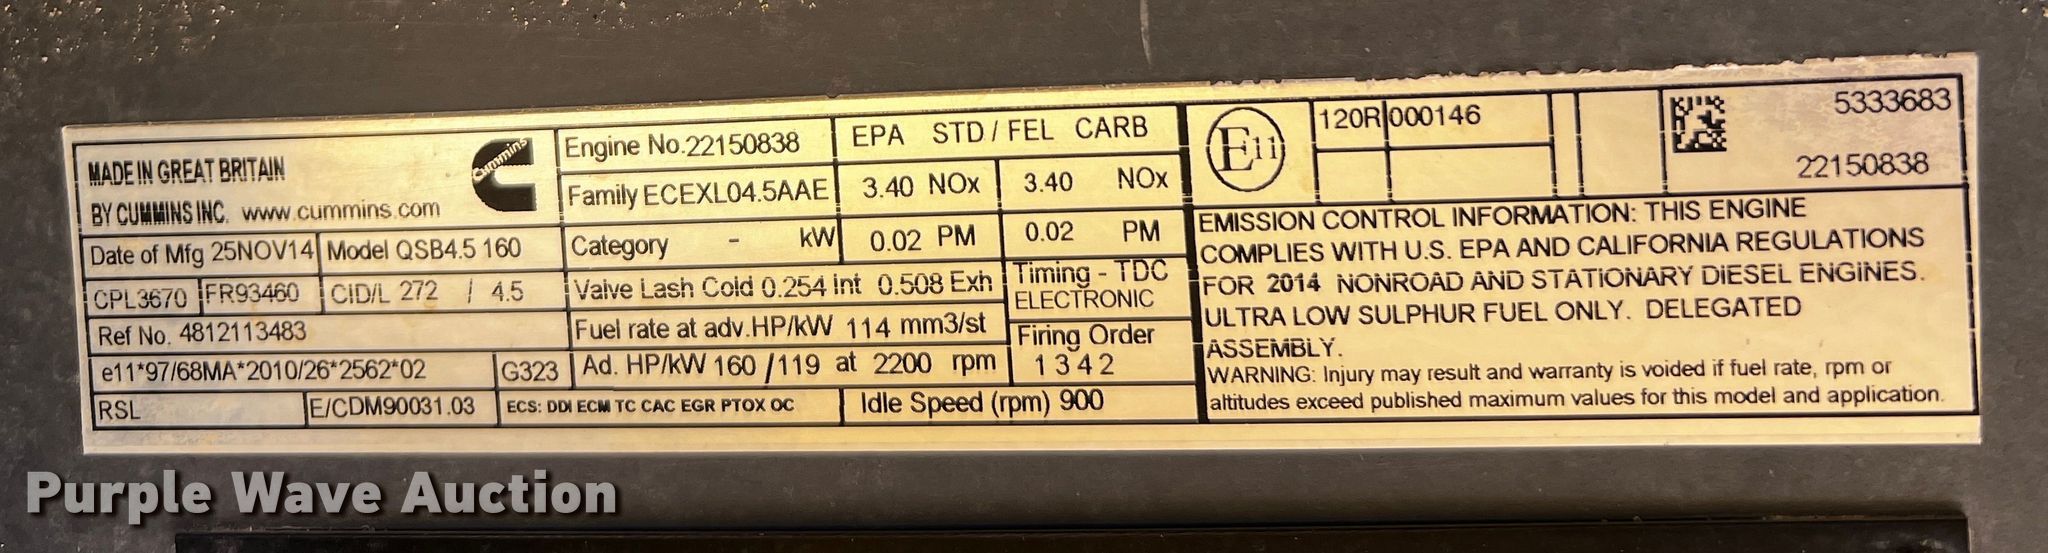 MADE IN GREAT BRITAIN
BY CUMMINS INC. www.cummins.com
Cummins
Date of Mfg 25NOV14 Model QSB4.5 160
CPL3670 FR93460 CID/L 272 / 4.5
Ref No. 4812113483
e11*97/68MA*2010/26*2562*02 G323
RSL E/CDM90031.03 ECS: DDI ECM TC CAC EGR PTOX OC
Engine No.22150838
Family ECEXL04.5AAE
Category - kW
Valve Lash Cold 0.254 Int 0.508 Exh
Fuel rate at adv.HP/kW 114 mm3/st
Ad. HP/kW 160 /119 at 2200 rpm
EPA STD / FEL CARB
3.40 NOx 3.40 NOx
0.02 PM 0.02 PM
Timing - TDC
ELECTRONIC
Firing Order
1 3 4 2
Idle Speed (rpm) 900
E11
120R 000146
5333683
22150838
EMISSION CONTROL INFORMATION: THIS ENGINE
COMPLIES WITH U.S. EPA AND CALIFORNIA REGULATIONS
FOR 2014 NONROAD AND STATIONARY DIESEL ENGINES.
ULTRA LOW SULPHUR FUEL ONLY. DELEGATED
ASSEMBLY.
WARNING: Injury may result and warranty is voided if fuel rate, rpm or
altitudes exceed published maximum values for this model and application.
Purple Wave Auction